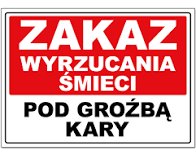 ZAKAZ
WYRZUCANIA
ŚMIECI
POD GROŹBĄ
KARY